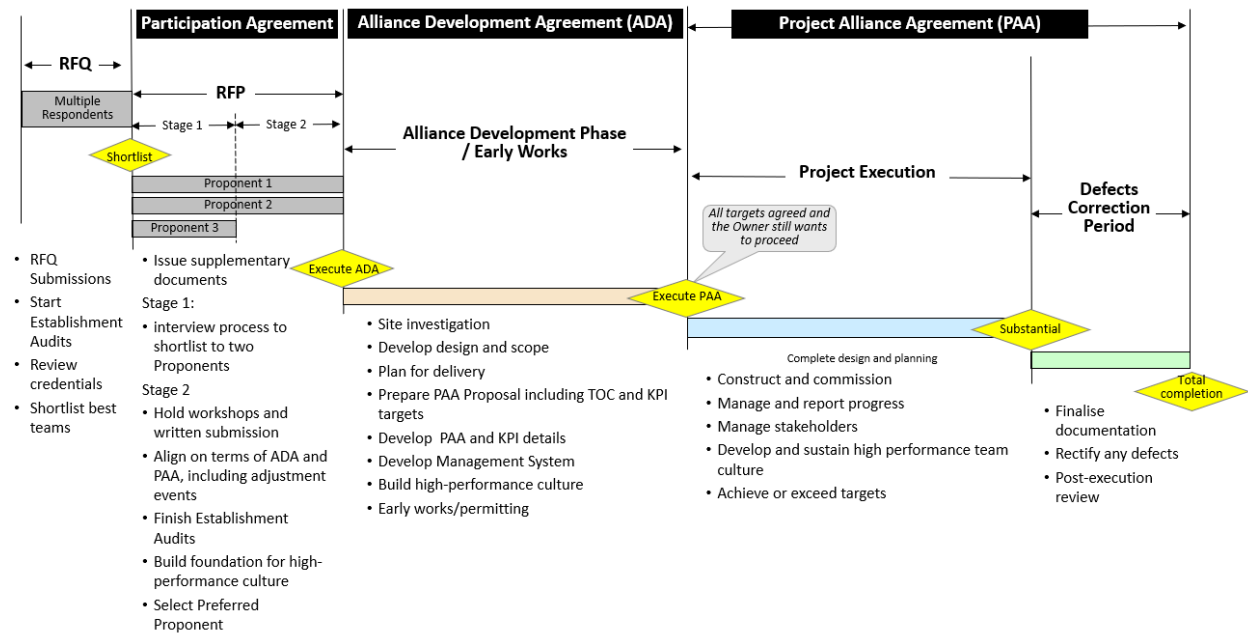 Participation Agreement
Alliance Development Agreement (ADA)
Project Alliance Agreement (PAA)
RFQ
Multiple
Respondents
RFP
Stage 1
Stage 2
Shortlist
Proponent 1
Proponent 2
Proponent 3
Alliance Development Phase
/ Early Works
Project Execution
Defects
Correction
Period
All targets agreed and
the Owner still wants
to proceed
Execute ADA
Execute PAA
Substantial
Total
completion
• RFQ
Submissions
• Start
Establishment
Audits
• Review
credentials
• Shortlist best
teams
• Issue supplementary
documents
Stage 1:
• interview process to
shortlist to two
Proponents
Stage 2
• Hold workshops and
written submission
• Align on terms of ADA and
PAA, including adjustment
events
• Finish Establishment
Audits
• Build foundation for high-
performance culture
• Select Preferred
Proponent
• Site investigation
• Develop design and scope
• Plan for delivery
• Prepare PAA Proposal including TOC and KPI
targets
• Develop PAA and KPI details
• Develop Management System
• Build high-performance culture
• Early works/permitting
Complete design and planning
• Construct and commission
• Manage and report progress
• Manage stakeholders
• Develop and sustain high performance team
culture
• Achieve or exceed targets
• Finalise
documentation
• Rectify any defects
• Post-execution
review